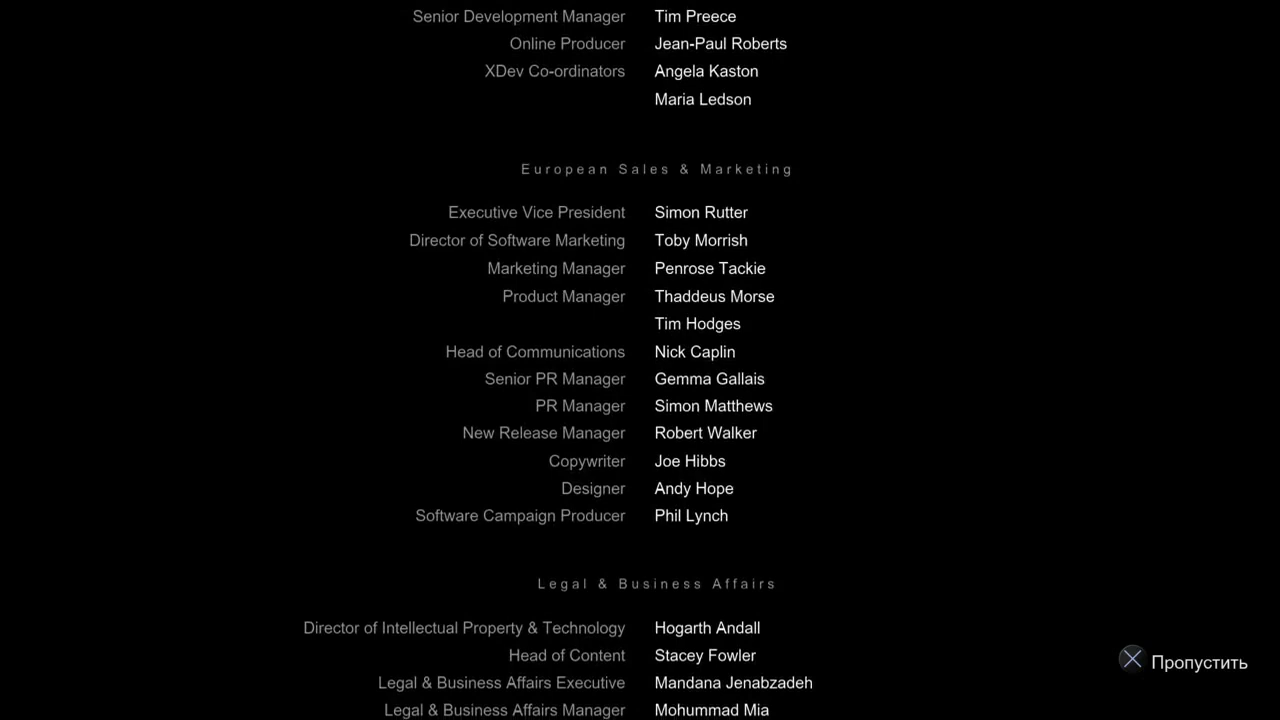 Senior Development Manager Tim Preece
Online Producer Jean-Paul Roberts
XDev Co-ordinators Angela Kaston
Maria Ledson
European Sales & Marketing
Executive Vice President Simon Rutter
Director of Software Marketing Toby Morrish
Marketing Manager Penrose Tackie
Product Manager Thaddeus Morse
Tim Hodges
Head of Communications Nick Caplin
Senior PR Manager Gemma Gallais
PR Manager Simon Matthews
New Release Manager Robert Walker
Copywriter Joe Hibbs
Designer Andy Hope
Software Campaign Producer Phil Lynch
Legal & Business Affairs
Director of Intellectual Property & Technology Hogarth Andall
Head of Content Stacey Fowler
Legal & Business Affairs Executive Mandana Jenabzadeh
Legal & Business Affairs Manager Mohummad Mia
Пропустить